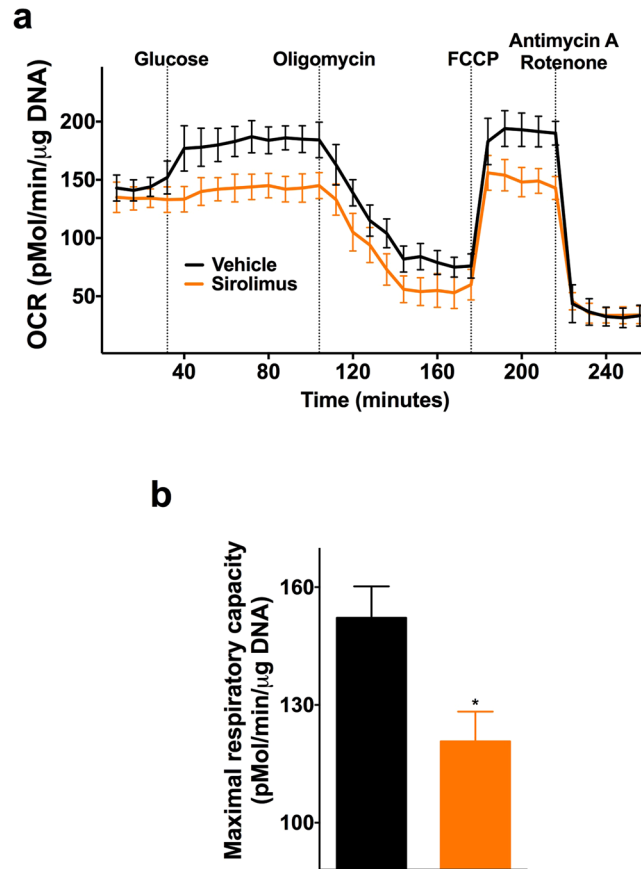 a
Glucose
Oligomycin
FCCP
Antimycin A
Rotenone
OCR (pMol/min/µg DNA)
200
150
100
50
Vehicle
Sirolimus
40
80
120
160
200
240
Time (minutes)
b
Maximal respiratory capacity
(pMol/min/µg DNA)
160
130
100
*